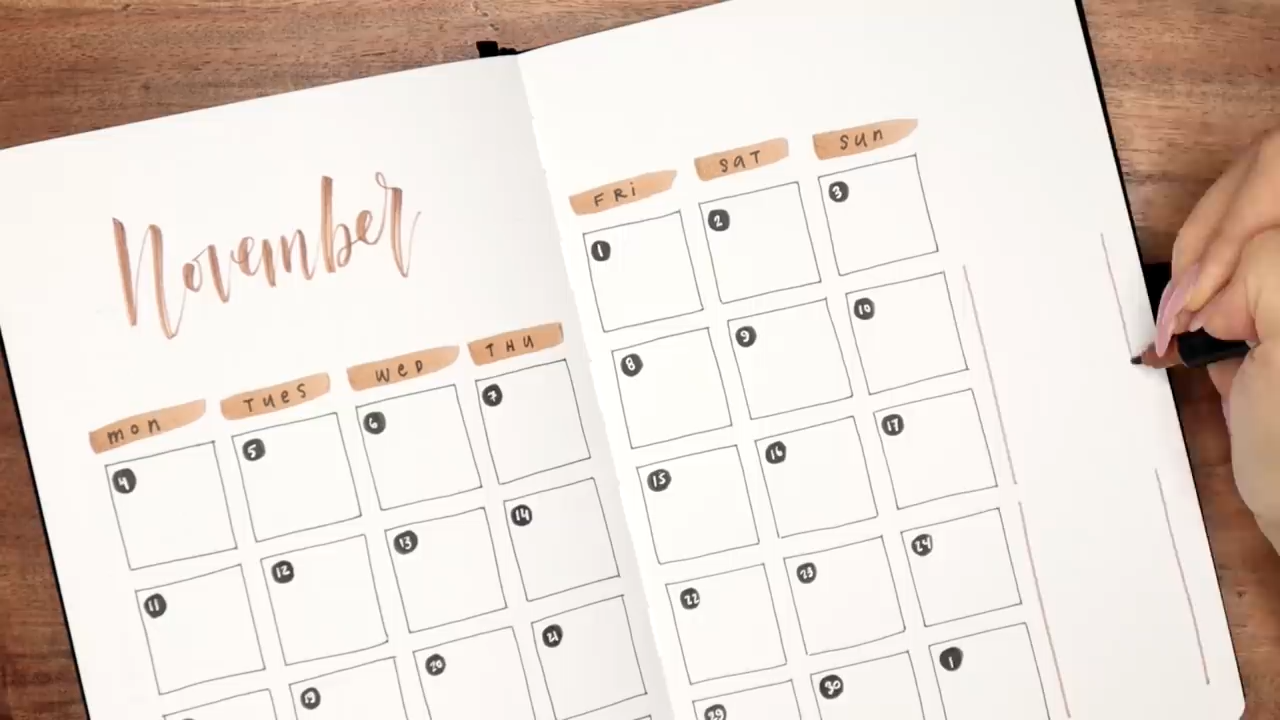 November
mon TUes WeD THU FRi SaT Sun
1 2 3
4 5 6 7 8 9 10
11 12 13 14 15 16 17
19 20 21 22 23 24
29 30 1